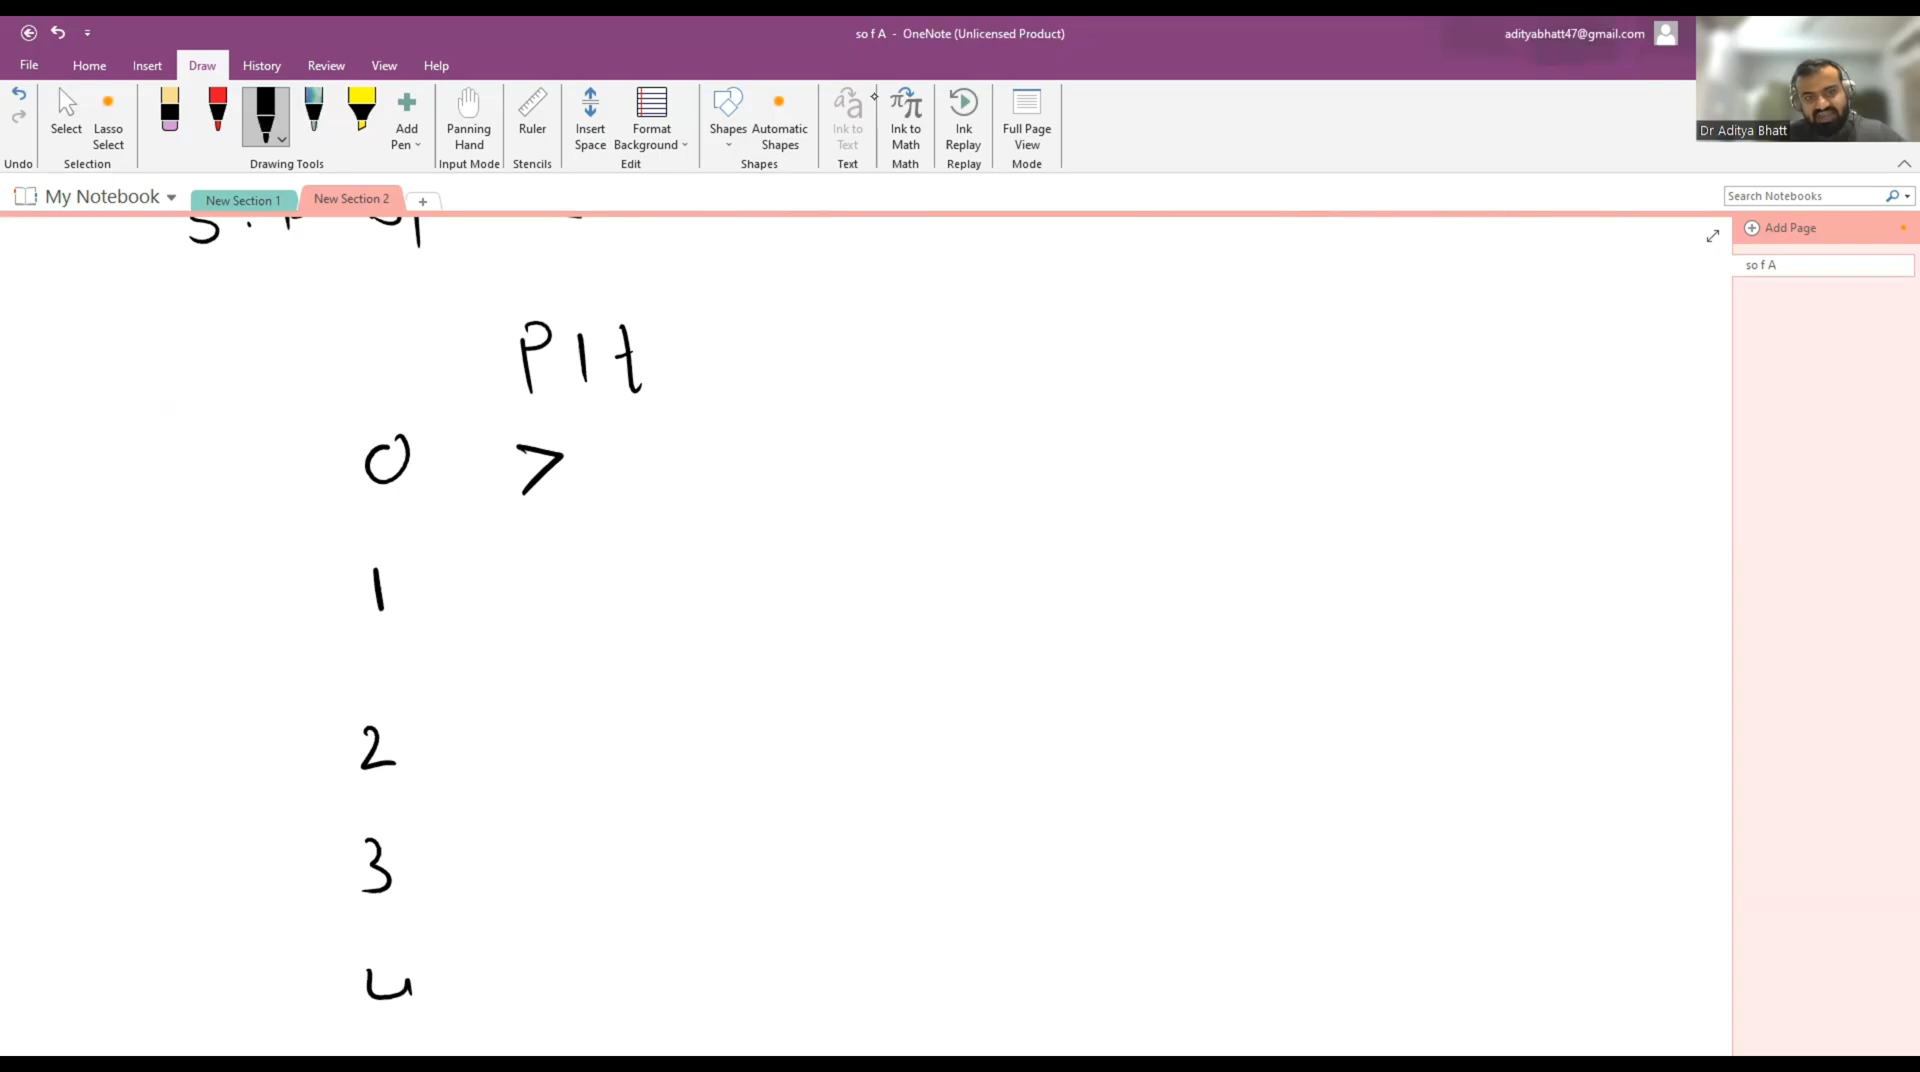 so f A - OneNote (Unlicensed Product)
adityabhatt47@gmail.com
File Home Insert Draw History Review View Help
Select
Lasso Select
Add Pen
Panning Hand
Ruler
Insert Space
Format Background
Shapes
Automatic Shapes
Ink to Text
Ink to Math
Ink Replay
Full Page View
Undo Selection Drawing Tools Input Mode Stencils Edit Shapes Text Math Replay Mode
Dr Aditya Bhatt
My Notebook New Section 1 New Section 2
Search Notebooks
Add Page
so f A
Plt
0 >
1
2
3
4